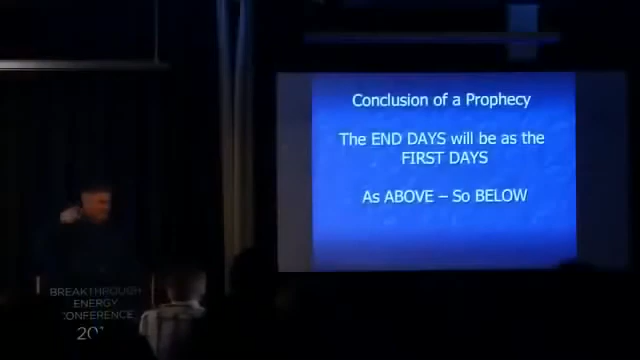 Conclusion of a Prophecy
The END DAYS will be as the
FIRST DAYS
As ABOVE – So BELOW
BREAKTHROUGH
ENERGY
CONFERENCE